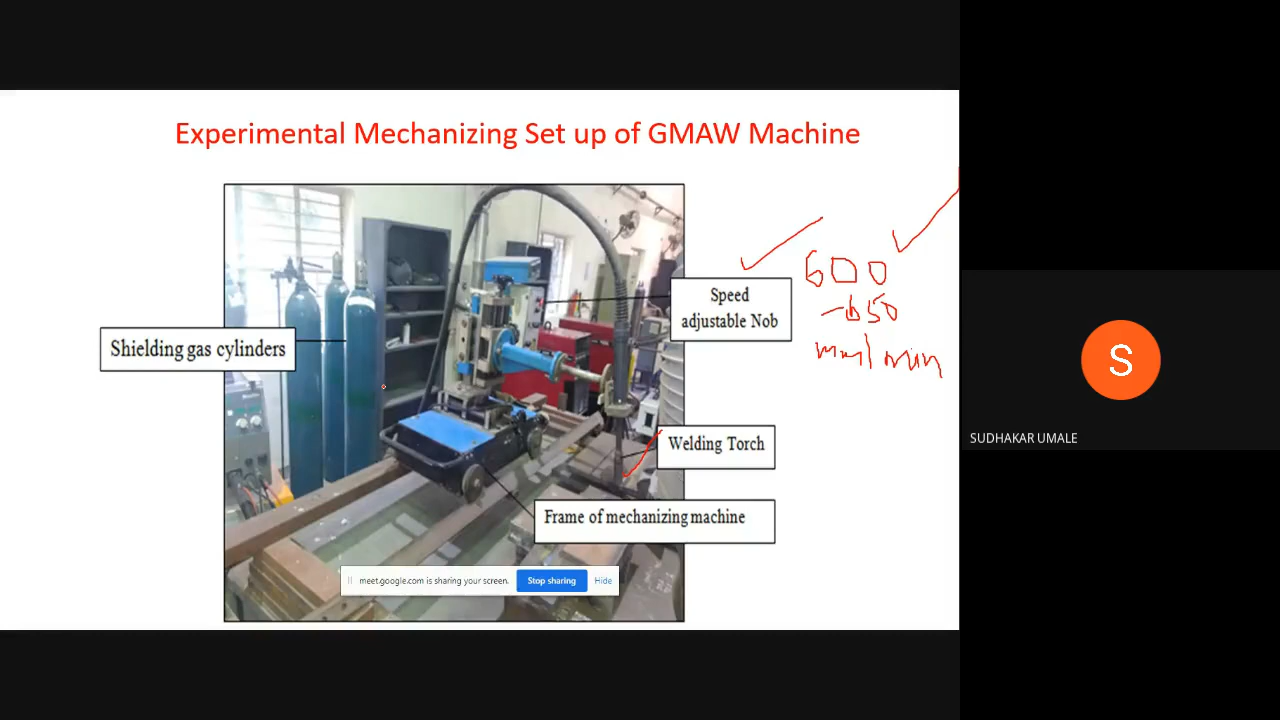 Experimental Mechanizing Set up of GMAW Machine
600
-650
mm/min
Speed
adjustable Nob
Shielding gas cylinders
Welding Torch
Frame of mechanizing machine
meet.google.com is sharing your screen.
Stop sharing
Hide
S
SUDHAKAR UMALE